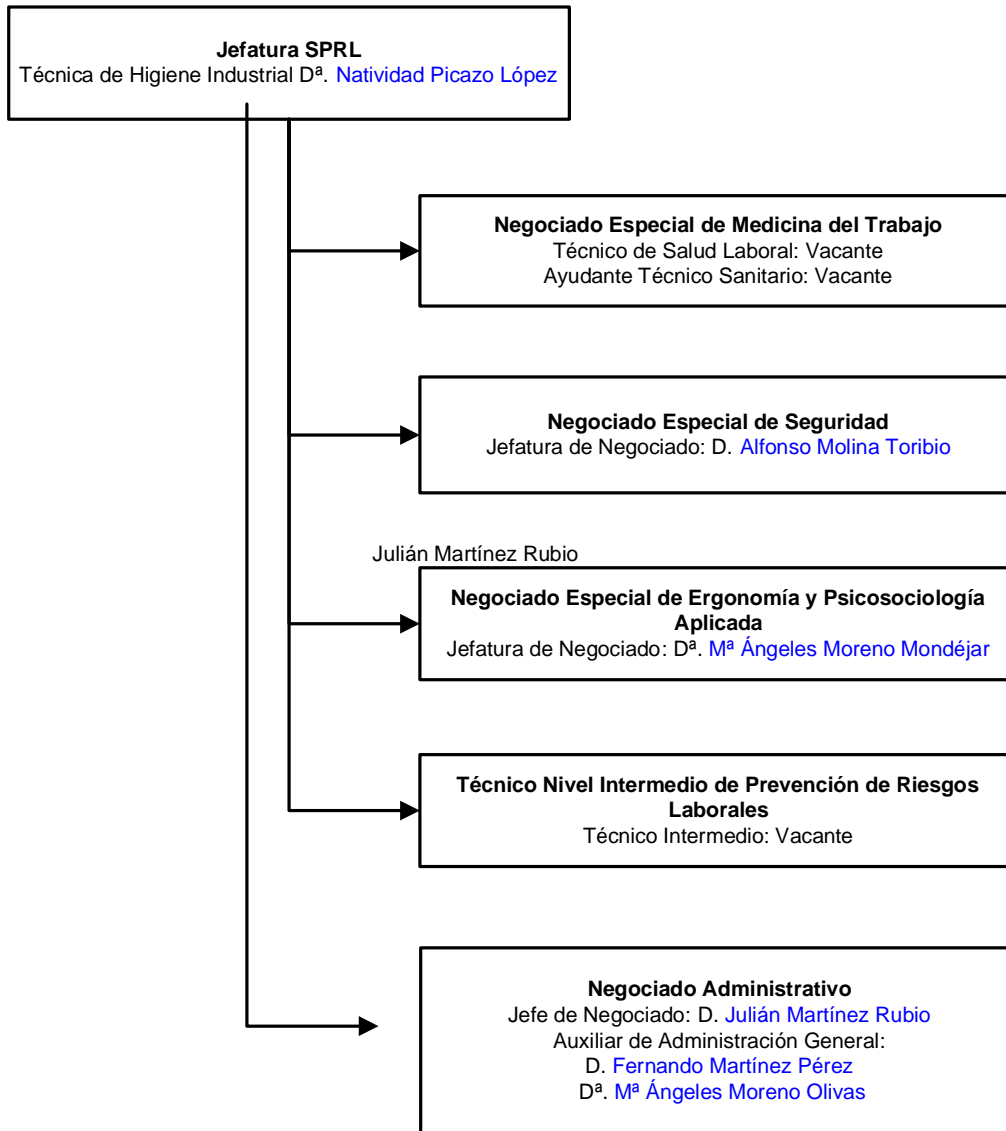 Jefatura SPRL
Técnica de Higiene Industrial Dª. Natividad Picazo López
Negociado Especial de Medicina del Trabajo
Técnico de Salud Laboral: Vacante
Ayudante Técnico Sanitario: Vacante
Negociado Especial de Seguridad
Jefatura de Negociado: D. Alfonso Molina Toribio
Julián Martínez Rubio
Negociado Especial de Ergonomía y Psicosociología
Aplicada
Jefatura de Negociado: Dª. Mª Ángeles Moreno Mondéjar
Técnico Nivel Intermedio de Prevención de Riesgos
Laborales
Técnico Intermedio: Vacante
Negociado Administrativo
Jefe de Negociado: D. Julián Martínez Rubio
Auxiliar de Administración General:
D. Fernando Martínez Pérez
Dª. Mª Ángeles Moreno Olivas